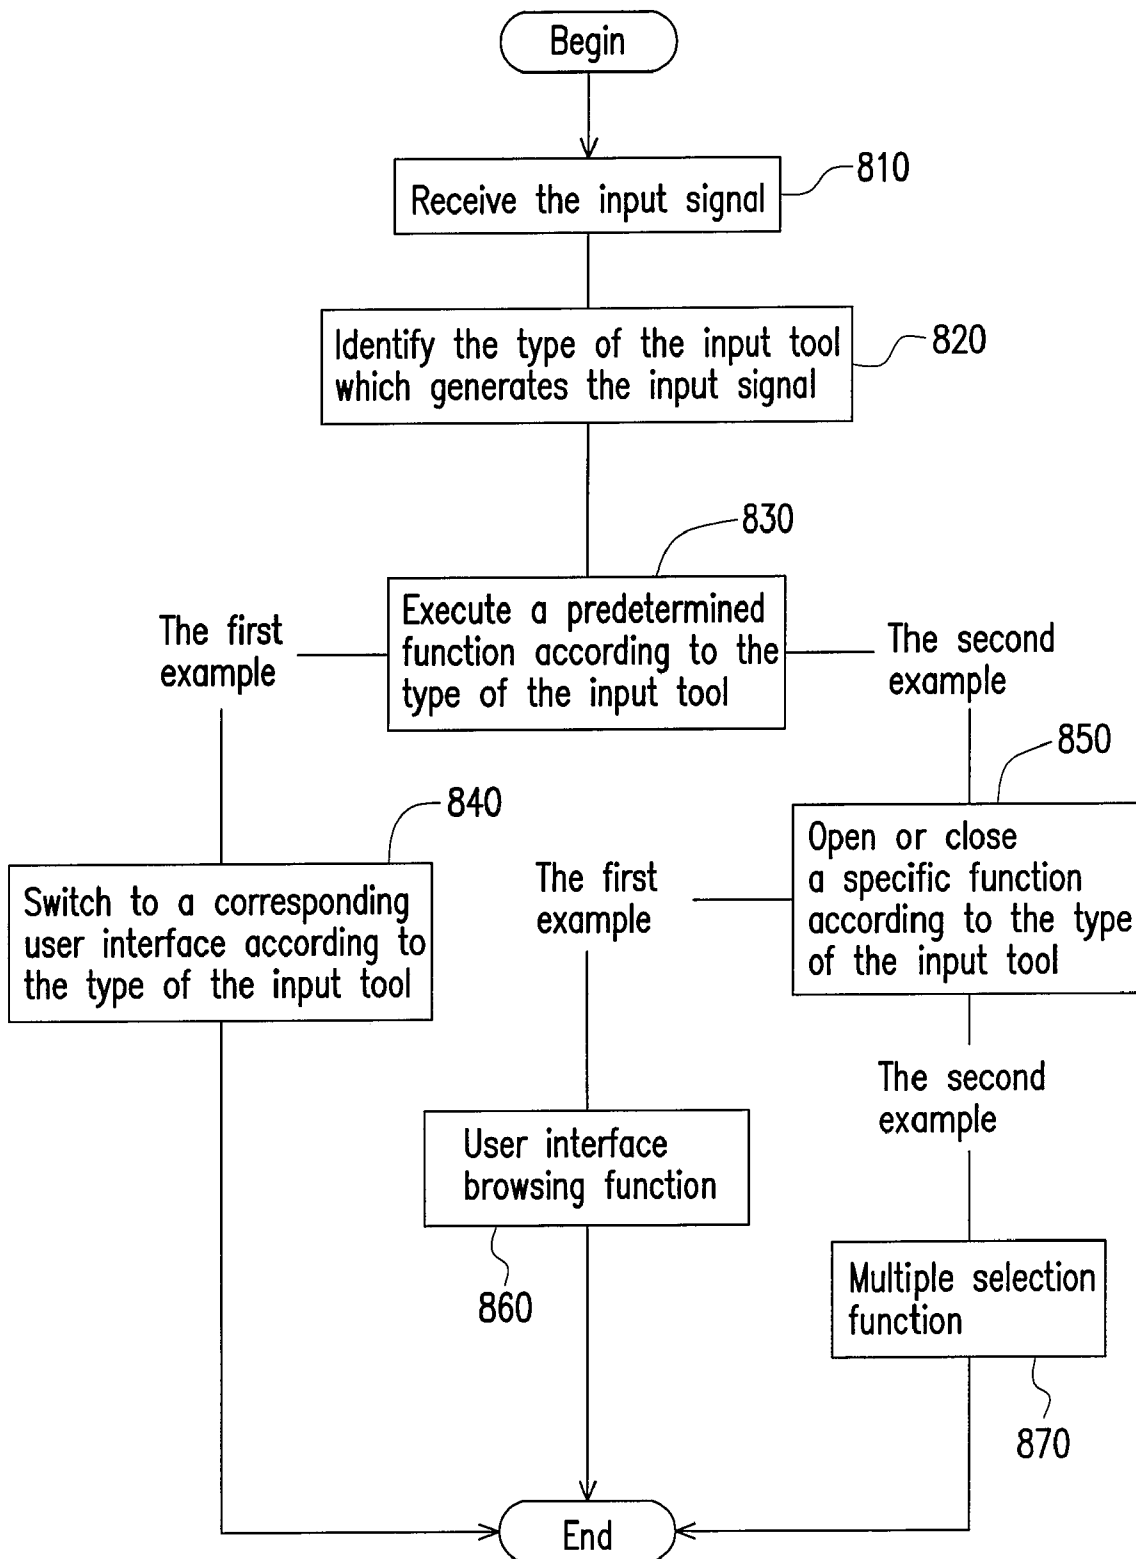 Begin
810
Receive the input signal
820
Identify the type of the input tool
which generates the input signal
830
Execute a predetermined
function according to the
type of the input tool
The first
example
The second
example
840
850
Switch to a corresponding
user interface according to
the type of the input tool
The first
example
Open or close
a specific function
according to the type
of the input tool
The second
example
User interface
browsing function
860
Multiple selection
function
870
End